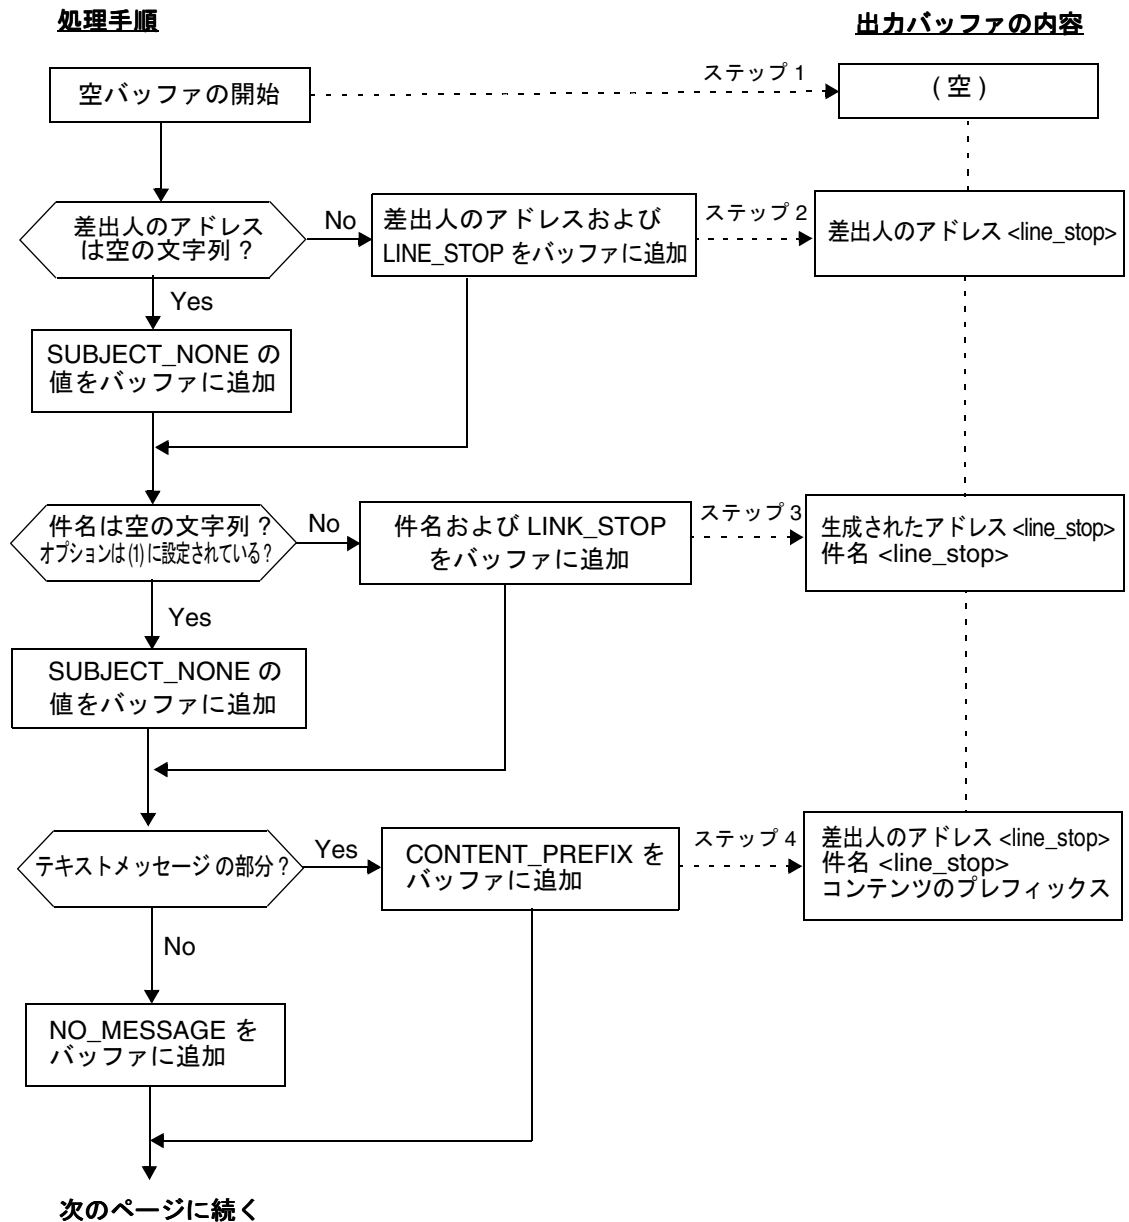 処理手順
出力バッファの内容
空バッファの開始
ステップ 1
( 空 )
差出人のアドレス
は空の文字列 ?
No
差出人のアドレスおよび
LINE_STOP をバッファに追加
ステップ 2
差出人のアドレス <line_stop>
Yes
SUBJECT_NONE の
値をバッファに追加
件名は空の文字列 ?
オプションは (1) に設定されている ?
No
件名および LINK_STOP
をバッファに追加
ステップ 3
生成されたアドレス <line_stop>
件名 <line_stop>
Yes
SUBJECT_NONE の
値をバッファに追加
テキストメッセージ の部分 ?
Yes
CONTENT_PREFIX を
バッファに追加
ステップ 4
差出人のアドレス <line_stop>
件名 <line_stop>
コンテンツのプレフィックス
No
NO_MESSAGE を
バッファに追加
次のページに続く